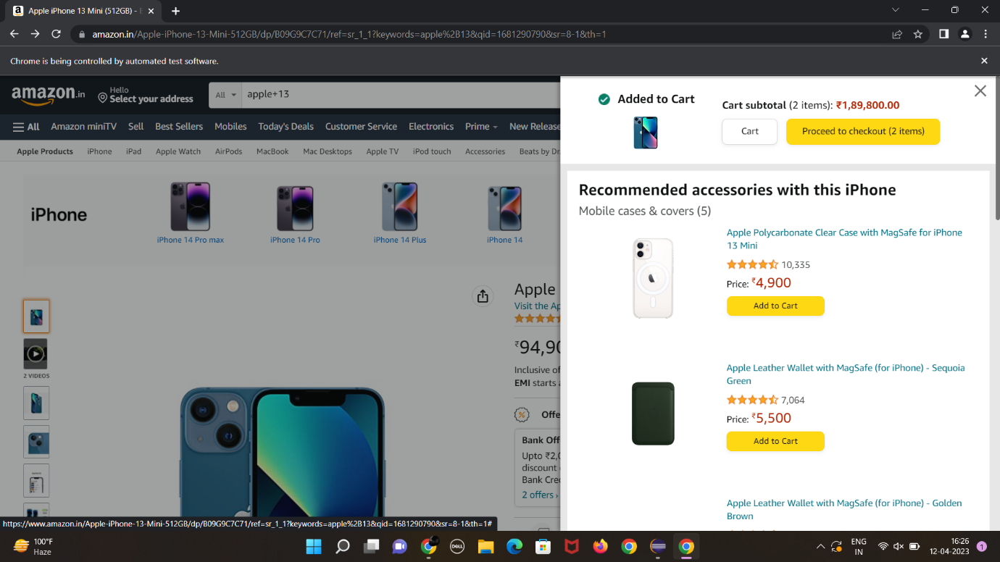 Apple iPhone 13 Mini (512GB) -
amazon.in/Apple-iPhone-13-Mini-512GB/dp/B09G9C7C71/ref=sr_1_1?keywords=apple%2B13&qid=1681290790&sr=8-1&th=1
Chrome is being controlled by automated test software.
amazon.in
Hello
Select your address
All
apple+13
All
Amazon miniTV
Sell
Best Sellers
Mobiles
Today's Deals
Customer Service
Electronics
Prime
New Release
Apple Products
iPhone
iPad
Apple Watch
AirPods
MacBook
Mac Desktops
Apple TV
iPod touch
Accessories
Beats by Dr.
iPhone
iPhone 14 Pro max
iPhone 14 Pro
iPhone 14 Plus
iPhone 14
2 VIDEOS
Apple
Visit the Ap
₹94,90
Inclusive of
EMI starts
Offe
Bank Off
Upto ₹2,0
discount
Bank Cre
2 offers ›
Added to Cart
Cart subtotal (2 items): ₹1,89,800.00
Cart
Proceed to checkout (2 items)
Recommended accessories with this iPhone
Mobile cases & covers (5)
Apple Polycarbonate Clear Case with MagSafe for iPhone
13 Mini
10,335
Price: ₹4,900
Add to Cart
Apple Leather Wallet with MagSafe (for iPhone) - Sequoia
Green
7,064
Price: ₹5,500
Add to Cart
Apple Leather Wallet with MagSafe (for iPhone) - Golden
Brown
https://www.amazon.in/Apple-iPhone-13-Mini-512GB/dp/B09G9C7C71/ref=sr_1_1?keywords=apple%2B13&qid=1681290790&sr=8-1&th=1#
100°F
Haze
DELL
ENG
IN
16:26
12-04-2023
1